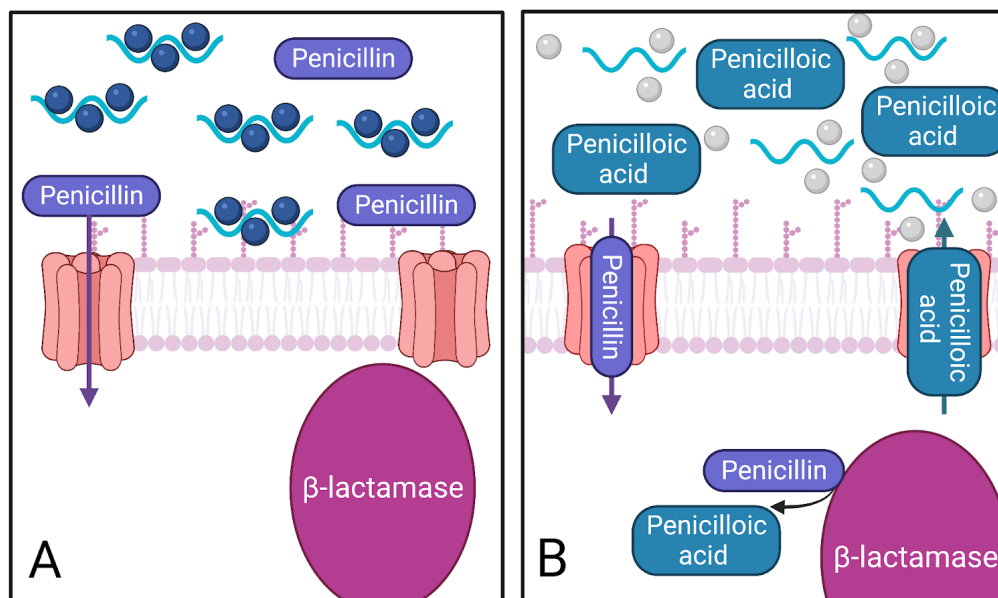 Penicillin
Penicillin
Penicillin
β-lactamase
A
Penicilloic
acid
Penicilloic
acid
Penicilloic
acid
Penicillin
Penicilloic
acid
Penicillin
Penicilloic
acid
β-lactamase
B